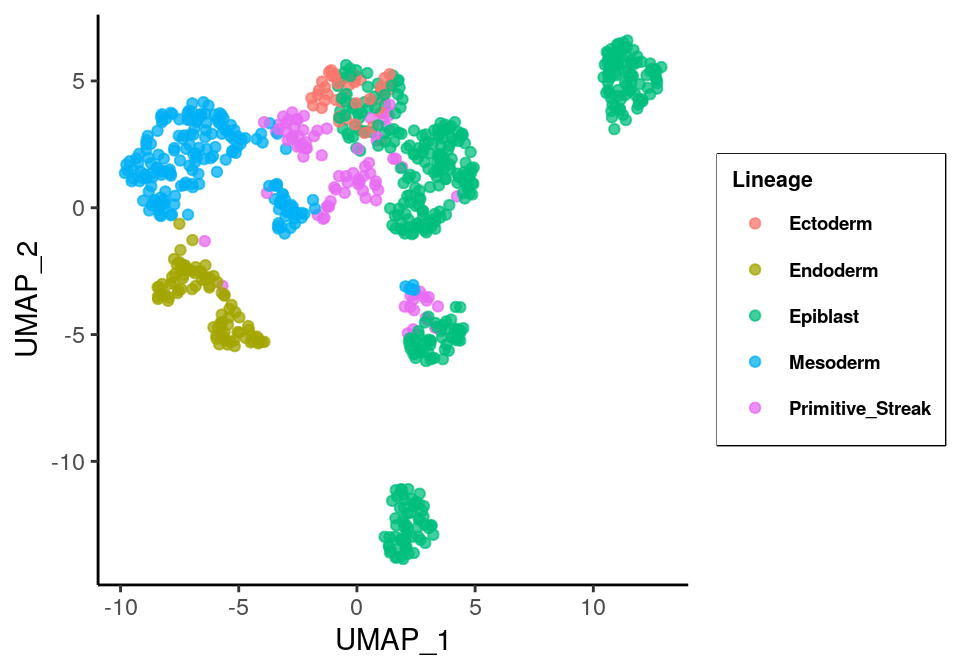 5
0
-5
-10
UMAP_2
-10
-5
0
5
10
UMAP_1
Lineage
Ectoderm
Endoderm
Epiblast
Mesoderm
Primitive_Streak